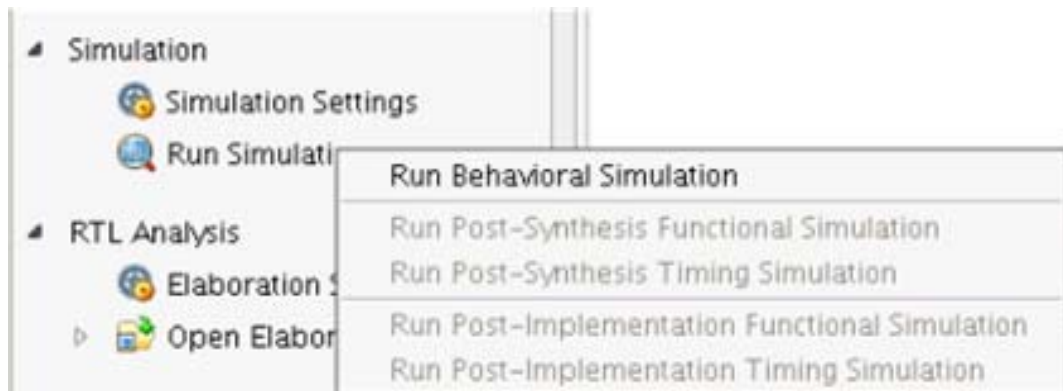 Simulation
Simulation Settings
Run Simulati
Run Behavioral Simulation
Run Post-Synthesis Functional Simulation
Run Post-Synthesis Timing Simulation
Run Post-Implementation Functional Simulation
Run Post-Implementation Timing Simulation
RTL Analysis
Elaboration S
Open Elabor